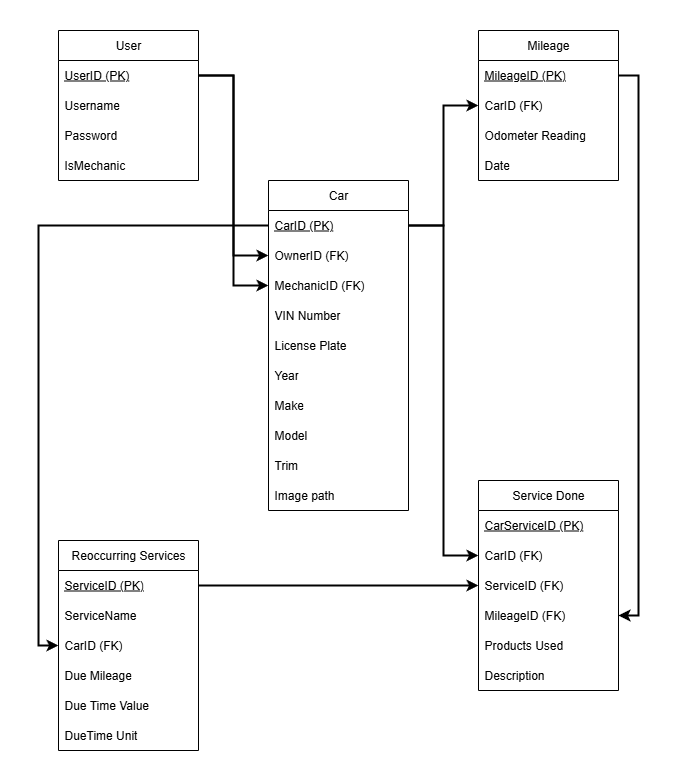 User
UserID (PK)
Username
Password
IsMechanic
Mileage
MileageID (PK)
CarID (FK)
Odometer Reading
Date
Car
CarID (PK)
OwnerID (FK)
MechanicID (FK)
VIN Number
License Plate
Year
Make
Model
Trim
Image path
Reoccurring Services
ServiceID (PK)
ServiceName
CarID (FK)
Due Mileage
Due Time Value
DueTime Unit
Service Done
CarServiceID (PK)
CarID (FK)
ServiceID (FK)
MileageID (FK)
Products Used
Description